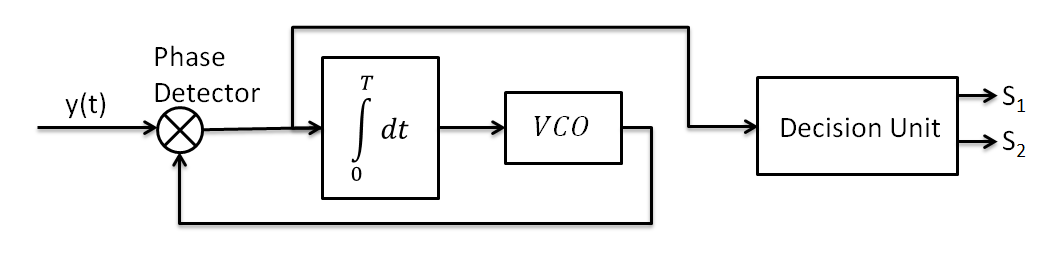 Phase
Detector
y(t)
T
∫ dt
0
VCO
Decision Unit
S₁
S₂